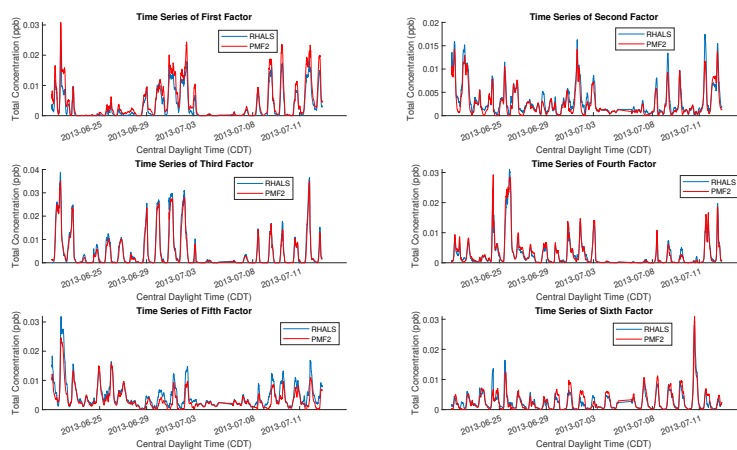 Time Series of First Factor
Total Concentration (ppb)
0.03
0.02
0.01
0
RHALS
PMF2
2013-06-25
2013-06-29
2013-07-03
2013-07-08
2013-07-11
Central Daylight Time (CDT)
Time Series of Second Factor
Total Concentration (ppb)
0.02
0.015
0.01
0.005
0
RHALS
PMF2
2013-06-25
2013-06-29
2013-07-03
2013-07-08
2013-07-11
Central Daylight Time (CDT)
Time Series of Third Factor
Total Concentration (ppb)
0.04
0.03
0.02
0.01
0
RHALS
PMF2
2013-06-25
2013-06-29
2013-07-03
2013-07-08
2013-07-11
Central Daylight Time (CDT)
Time Series of Fourth Factor
Total Concentration (ppb)
0.03
0.02
0.01
0
RHALS
PMF2
2013-06-25
2013-06-29
2013-07-03
2013-07-08
2013-07-11
Central Daylight Time (CDT)
Time Series of Fifth Factor
Total Concentration (ppb)
0.03
0.02
0.01
0
RHALS
PMF2
2013-06-25
2013-06-29
2013-07-03
2013-07-08
2013-07-11
Central Daylight Time (CDT)
Time Series of Sixth Factor
Total Concentration (ppb)
0.03
0.02
0.01
0
RHALS
PMF2
2013-06-25
2013-06-29
2013-07-03
2013-07-08
2013-07-11
Central Daylight Time (CDT)